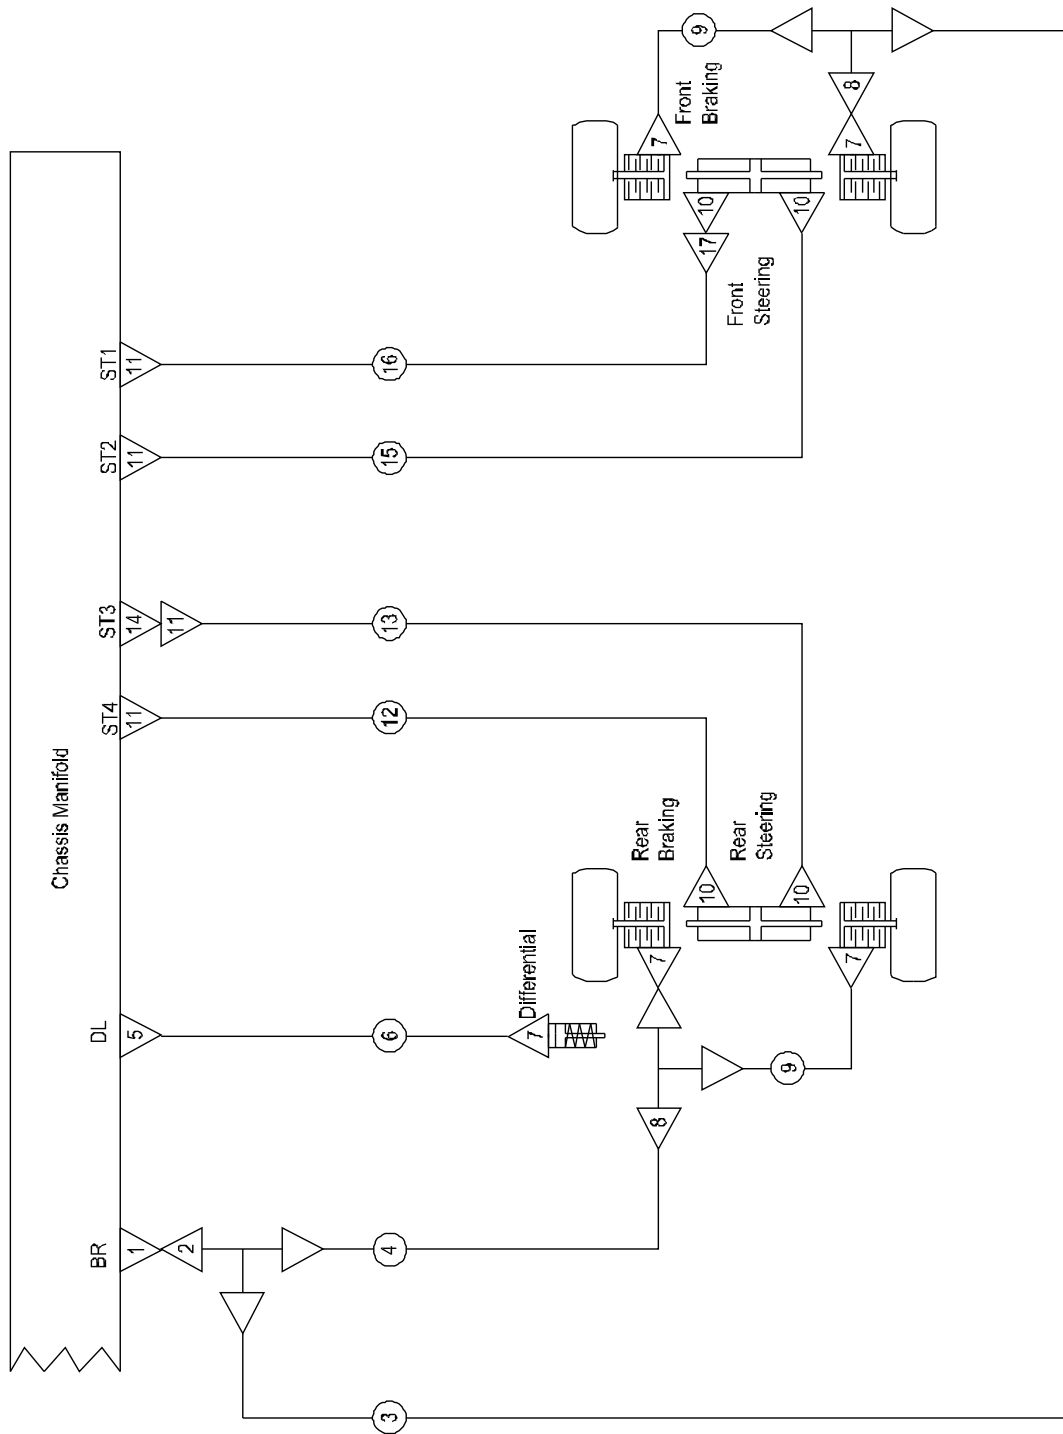 Chassis Manifold
BR
DL
ST4
ST3
ST2
ST1
1
2
3
4
5
6
7
Differential
8
9
7
7
Rear
Braking
10
10
Rear
Steering
11
12
14
11
13
11
15
11
16
17
10
10
Front
Steering
7
Front
Braking
9
8
7